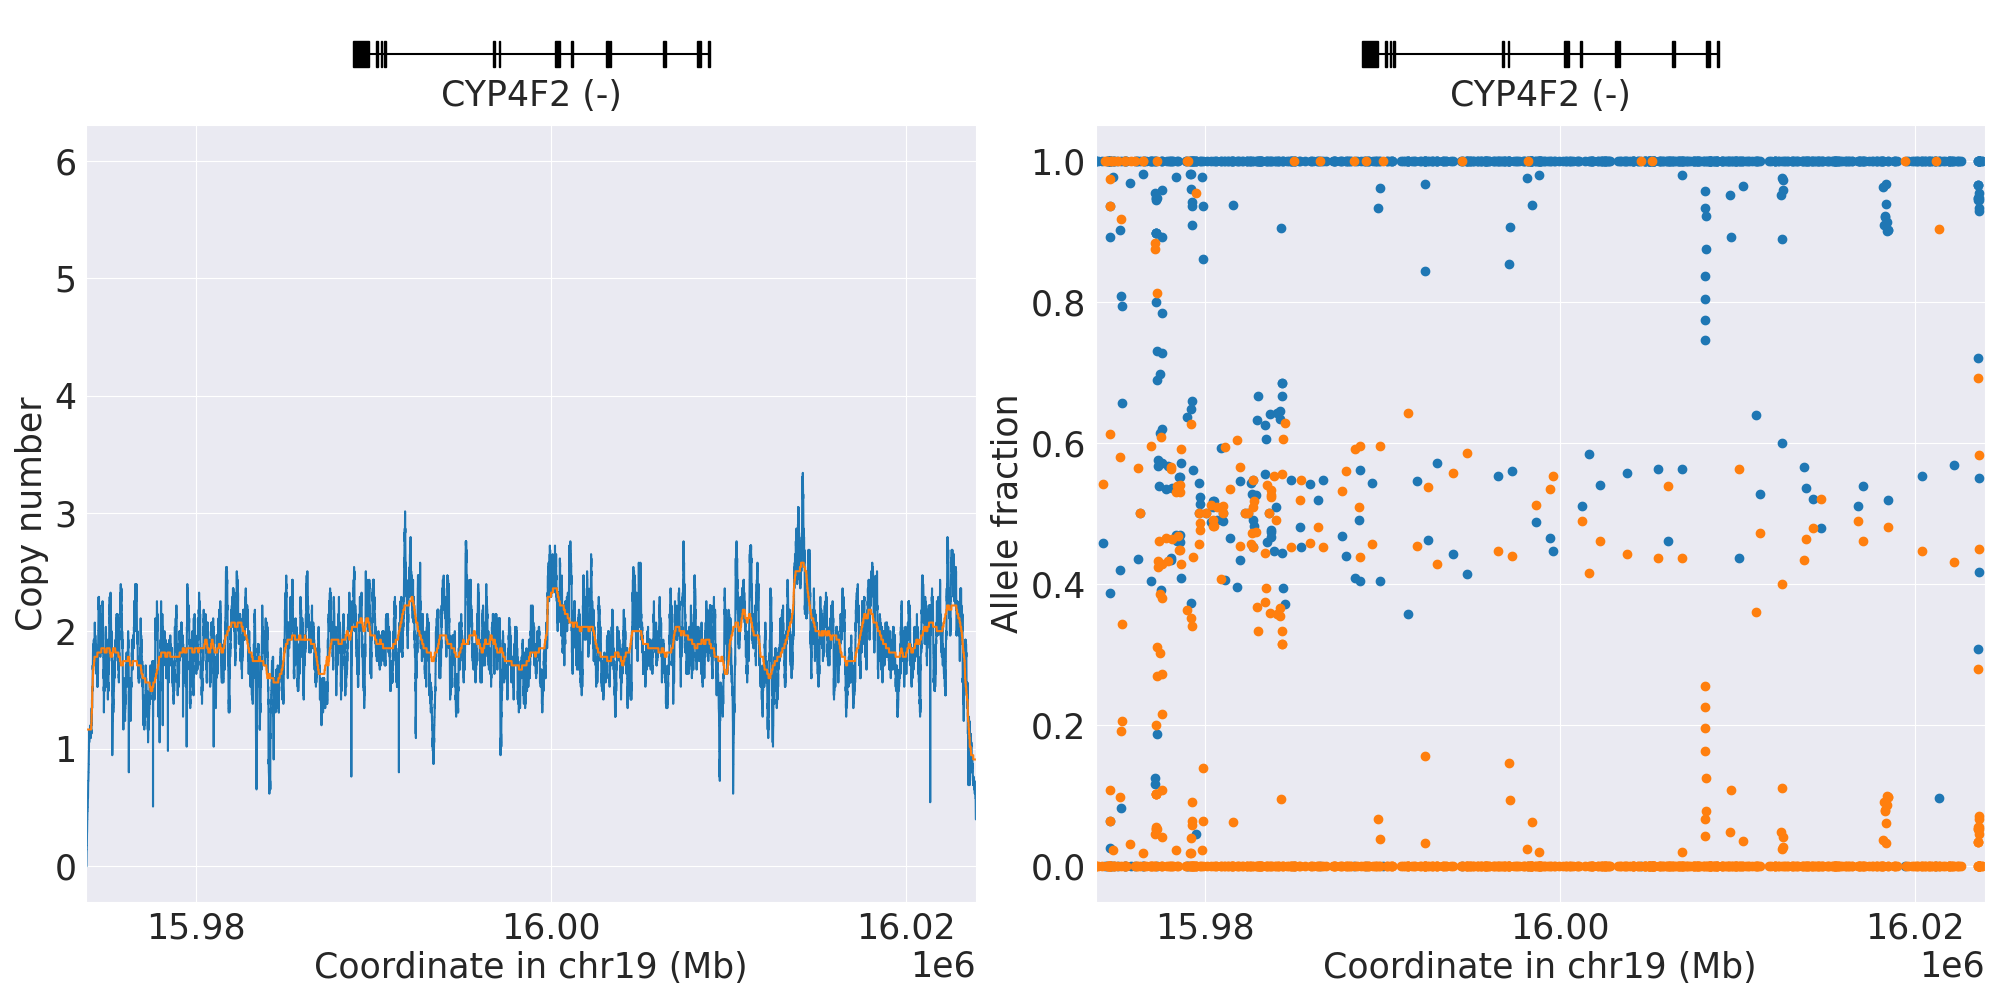 CYP4F2 (-)
6
5
4
3
2
1
0
Copy number
15.98
16.00
16.02
Coordinate in chr19 (Mb)
1e6
CYP4F2 (-)
1.0
0.8
0.6
0.4
0.2
0.0
Allele fraction
15.98
16.00
16.02
Coordinate in chr19 (Mb)
1e6